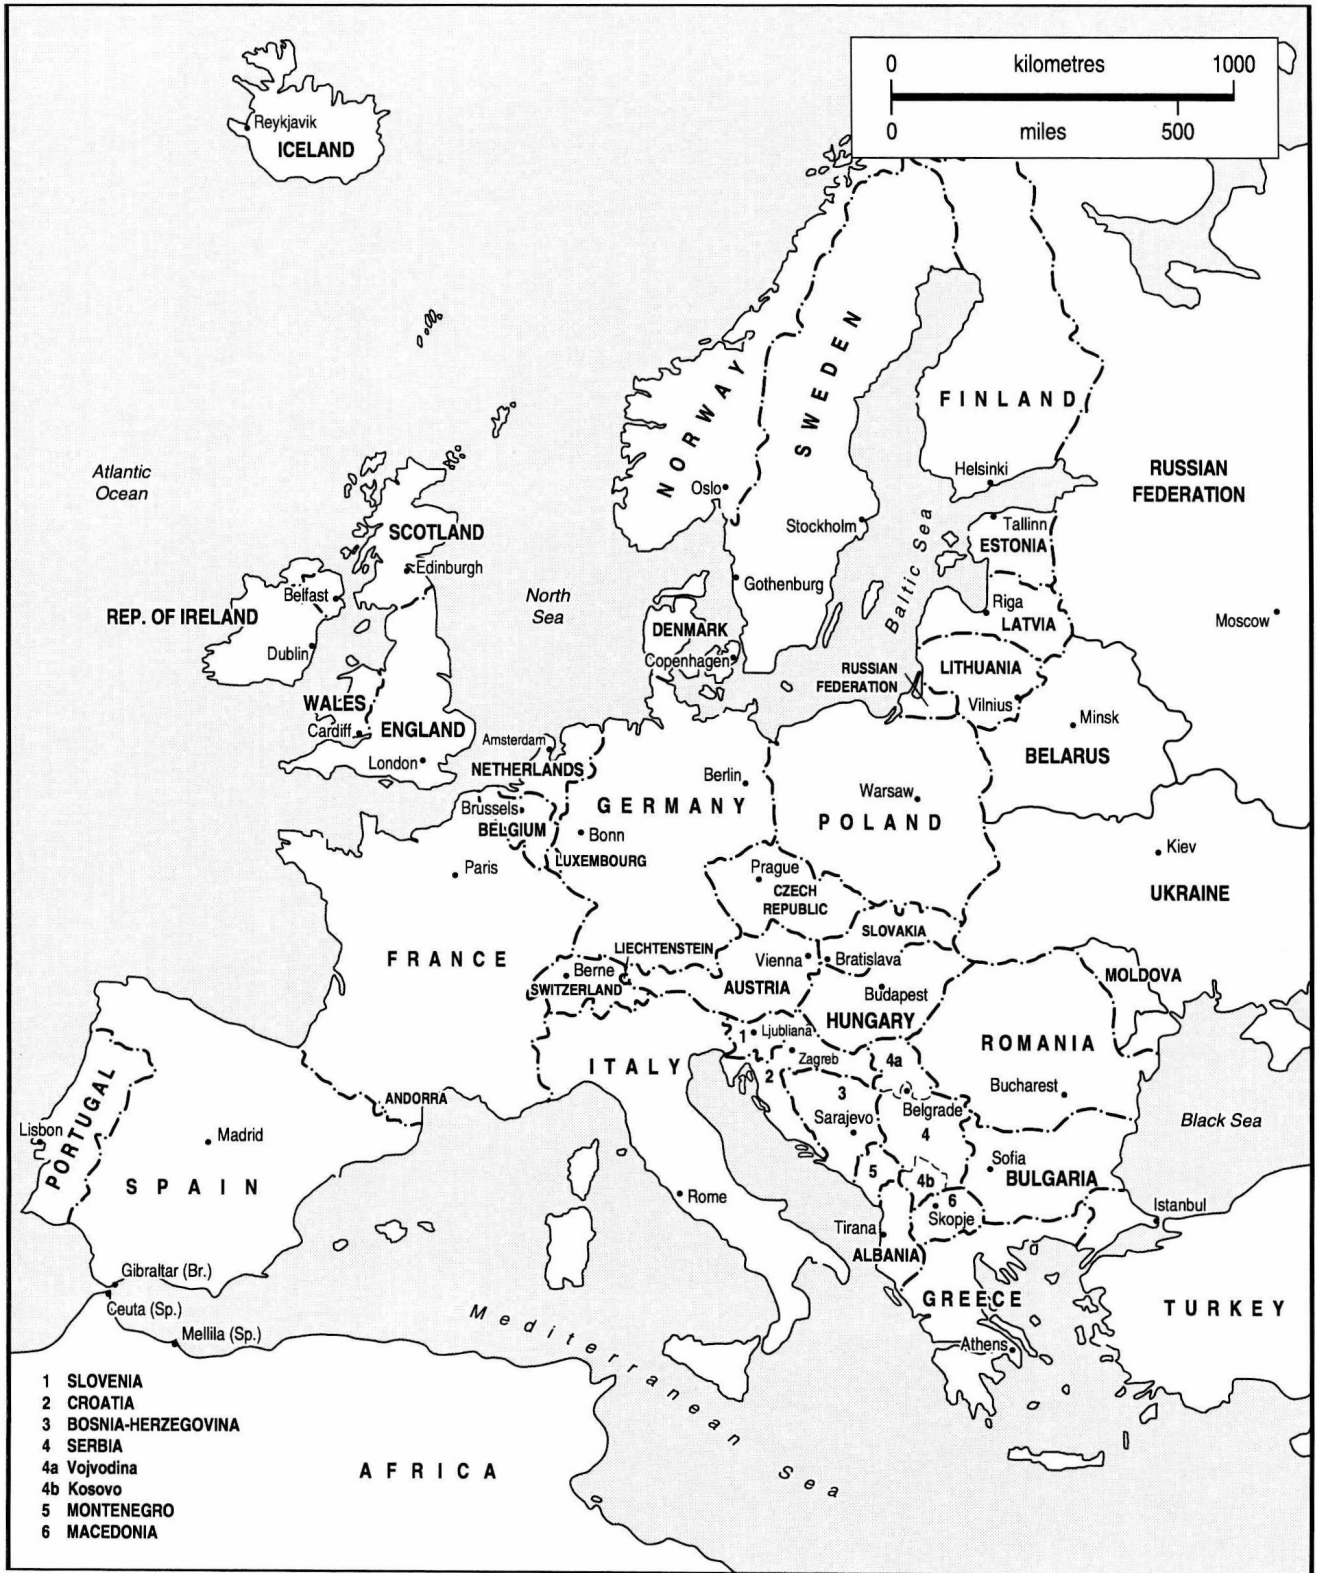 0 kilometres 1000
0 miles 500
Reykjavik
ICELAND
NORWAY
SWEDEN
FINLAND
Helsinki
Atlantic
Ocean
RUSSIAN
FEDERATION
Oslo
Stockholm
Tallinn
ESTONIA
Baltic Sea
SCOTLAND
Edinburgh
North
Sea
Gothenburg
Belfast
REP. OF IRELAND
Dublin
DENMARK
Copenhagen
Riga
LATVIA
Moscow
RUSSIAN
FEDERATION
LITHUANIA
Vilnius
WALES
Cardiff
ENGLAND
London
Minsk
BELARUS
Amsterdam
NETHERLANDS
Berlin
GERMANY
Warsaw
POLAND
Brussels
BELGIUM
Bonn
LUXEMBOURG
Paris
Prague
CZECH
REPUBLIC
Kiev
UKRAINE
SLOVAKIA
FRANCE
LIECHTENSTEIN
Berne
SWITZERLAND
Vienna
Bratislava
AUSTRIA
Budapest
HUNGARY
MOLDOVA
1
Ljubliana
Zagreb
ITALY
2
3
4a
ROMANIA
Bucharest
ANDORRA
Sarajevo
Belgrade
4
Black Sea
PORTUGAL
Lisbon
Madrid
SPAIN
Rome
5
4b
6
Sofia
BULGARIA
Skopje
Istanbul
Tirana
ALBANIA
Gibraltar (Br.)
Ceuta (Sp.)
Mellila (Sp.)
GREECE
Athens
TURKEY
Mediterranean Sea
1 SLOVENIA
2 CROATIA
3 BOSNIA-HERZEGOVINA
4 SERBIA
4a Vojvodina
4b Kosovo
5 MONTENEGRO
6 MACEDONIA
AFRICA